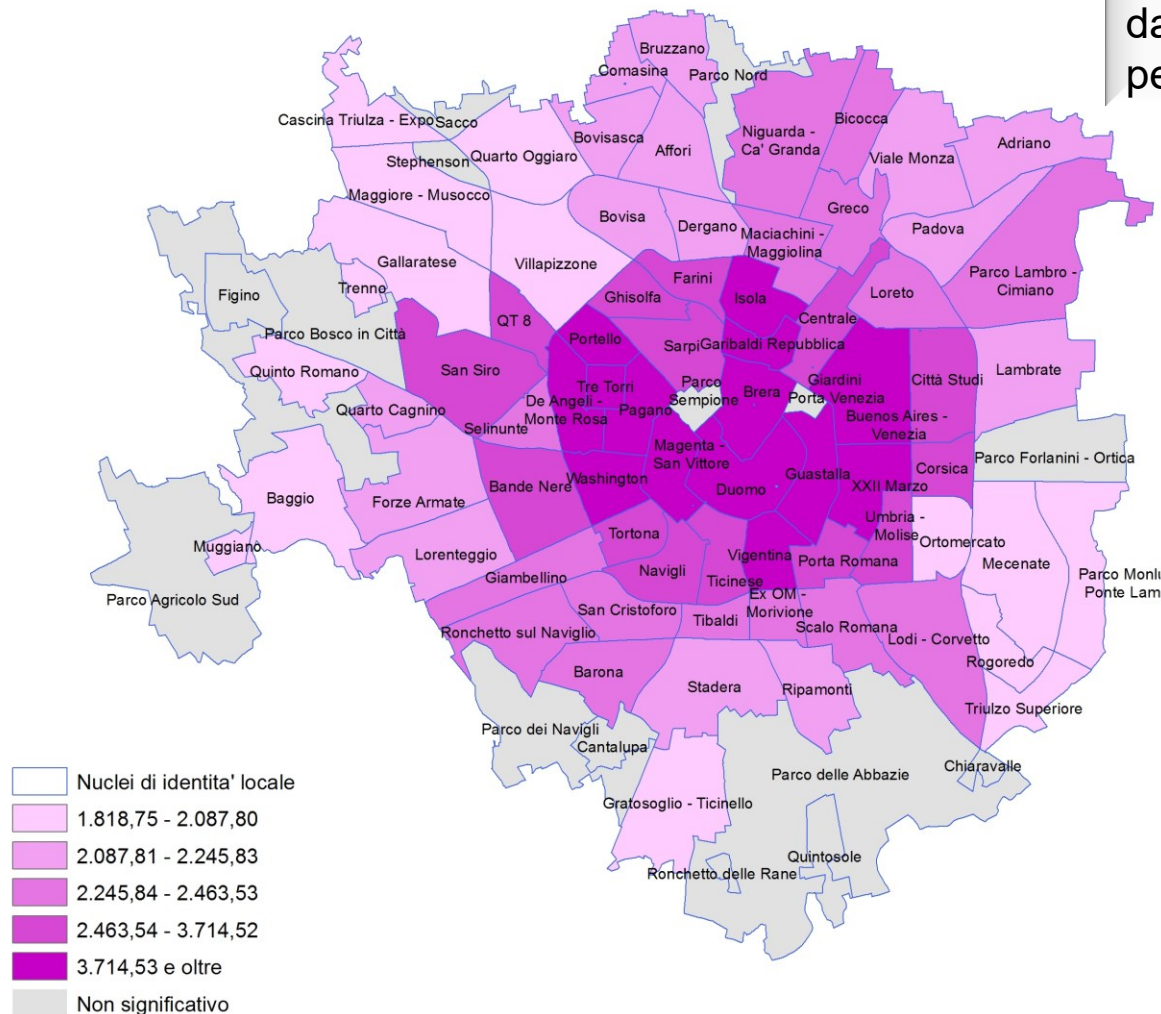 da
pe
Bruzzano
Comasina
Parco Nord
Cascina Triulza - Expo
Sacco
Stephenson
Quarto Oggiaro
Bovisasca
Affori
Niguarda -
Ca' Granda
Bicocca
Viale Monza
Adriano
Maggiore - Musocco
Bovisa
Dergano
Maciachini -
Maggiolina
Greco
Padova
Gallaratese
Villapizzone
Trenno
Figino
Farini
Ghisolfa
Isola
Loreto
Parco Lambro -
Cimiano
Parco Bosco in Città
QT 8
Portello
Sarpi
Garibaldi Repubblica
Centrale
Quinto Romano
San Siro
Tre Torri
Pagano
Parco
Sempione
Brera
Giardini
Porta Venezia
Città Studi
Lambrate
Quarto Cagnino
Selinunte
De Angeli -
Monte Rosa
Buenos Aires -
Venezia
Magenta -
San Vittore
Parco Forlanini - Ortica
Baggio
Forze Armate
Bande Nere
Washington
Duomo
Guastalla
XXII Marzo
Corsica
Muggiano
Lorenteggio
Tortona
Umbria -
Molise
Ortomercato
Mecenate
Parco Agricolo Sud
Giambellino
Navigli
Ticinese
Vigentina
Porta Romana
Parco Monlu
Ponte Lam
Ronchetto sul Naviglio
San Cristoforo
Tibaldi
Ex OM -
Morivione
Scalo Romana
Lodi - Corvetto
Rogoredo
Barona
Stadera
Ripamonti
Triulzo Superiore
Parco dei Navigli
Cantalupa
Parco delle Abbazie
Chiaravalle
Gratosoglio - Ticinello
Quintosole
Ronchetto delle Rane
Nuclei di identita' locale
1.818,75 - 2.087,80
2.087,81 - 2.245,83
2.245,84 - 2.463,53
2.463,54 - 3.714,52
3.714,53 e oltre
Non significativo